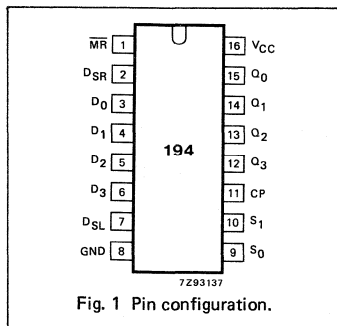 M̅R̅ 1 16 VCC
DSR 2 15 Q0
D0 3 14 Q1
D1 4 13 Q2
D2 5 12 Q3
194
D3 6 11 CP
DSL 7 10 S1
GND 8 9 S0
7Z93137
Fig. 1 Pin configuration.